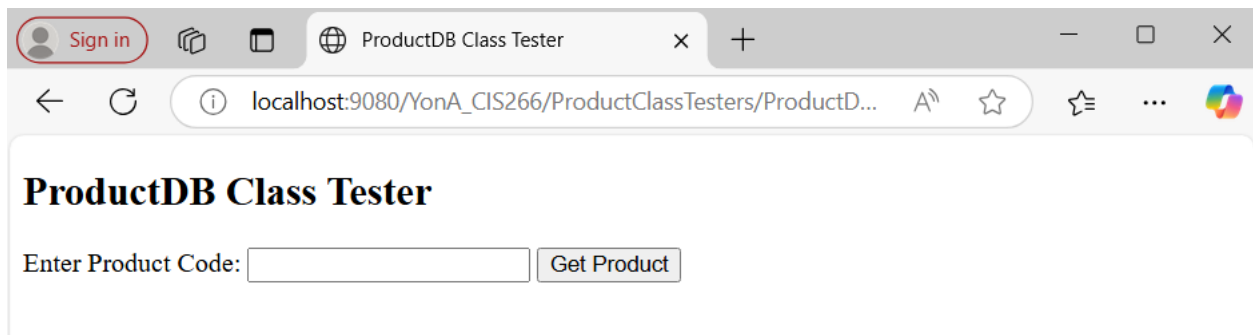 Sign in
ProductDB Class Tester
localhost:9080/YonA_CIS266/ProductClassTesters/ProductD...
ProductDB Class Tester
Enter Product Code: Get Product